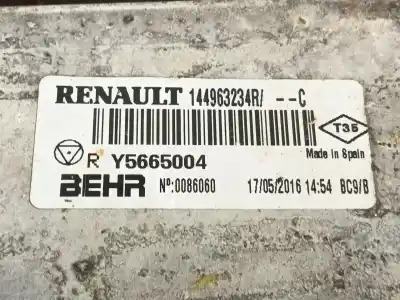 RENAULT 144963234R/ --C
T35
Made in Spain
R Y5665004
BEHR Nº:0086060 17/05/2016 14:54 BC9/B